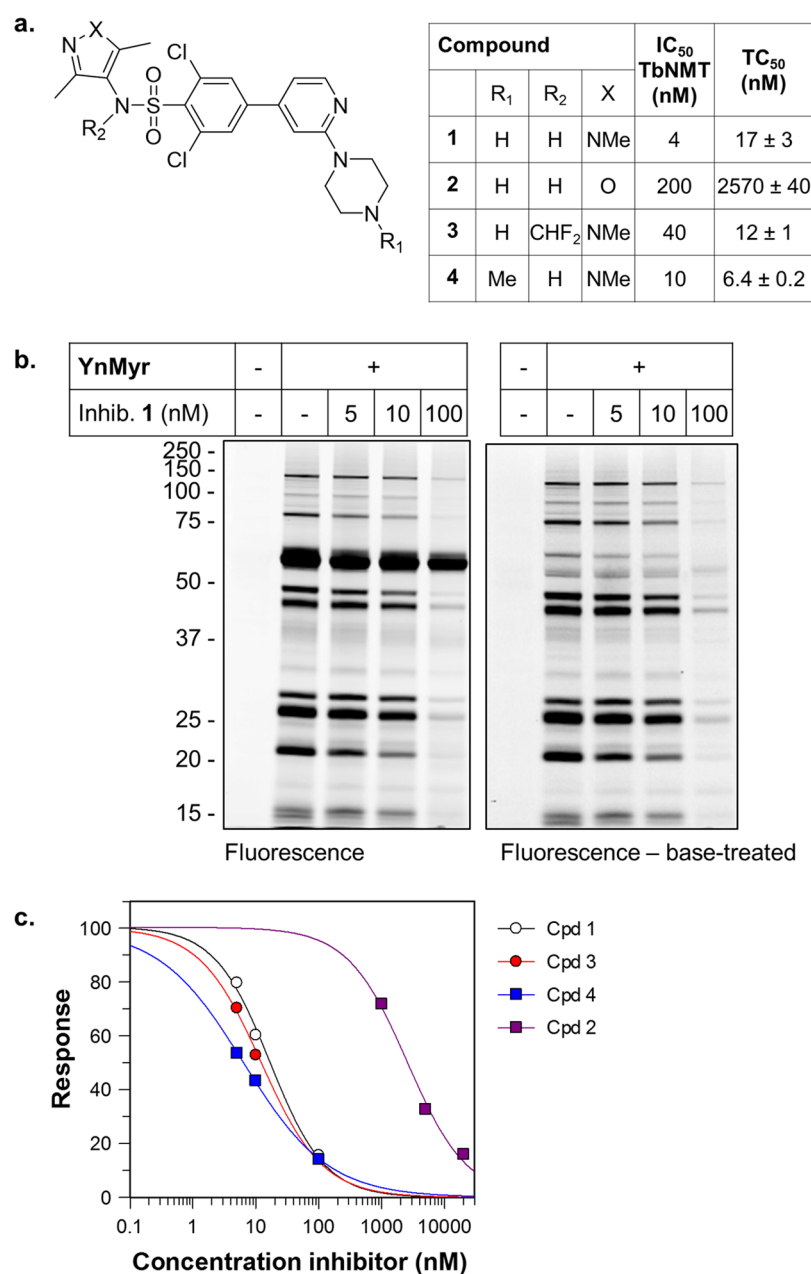 a.
X
N
N
R2
O
S
O
Cl
Cl
N
N
N
R1
Compound IC50 TbNMT (nM) TC50 (nM)
R1 R2 X
1 H H NMe 4 17 ± 3
2 H H O 200 2570 ± 40
3 H CHF2 NMe 40 12 ± 1
4 Me H NMe 10 6.4 ± 0.2
b.
YnMyr - + - +
Inhib. 1 (nM) - - 5 10 100 - - 5 10 100
250 -
150 -
100 -
75 -
50 -
37 -
25 -
20 -
15 -
Fluorescence Fluorescence – base-treated
c.
100
80
60
40
20
0
Response
0.1 1 10 100 1000 10000
Concentration inhibitor (nM)
Cpd 1
Cpd 3
Cpd 4
Cpd 2